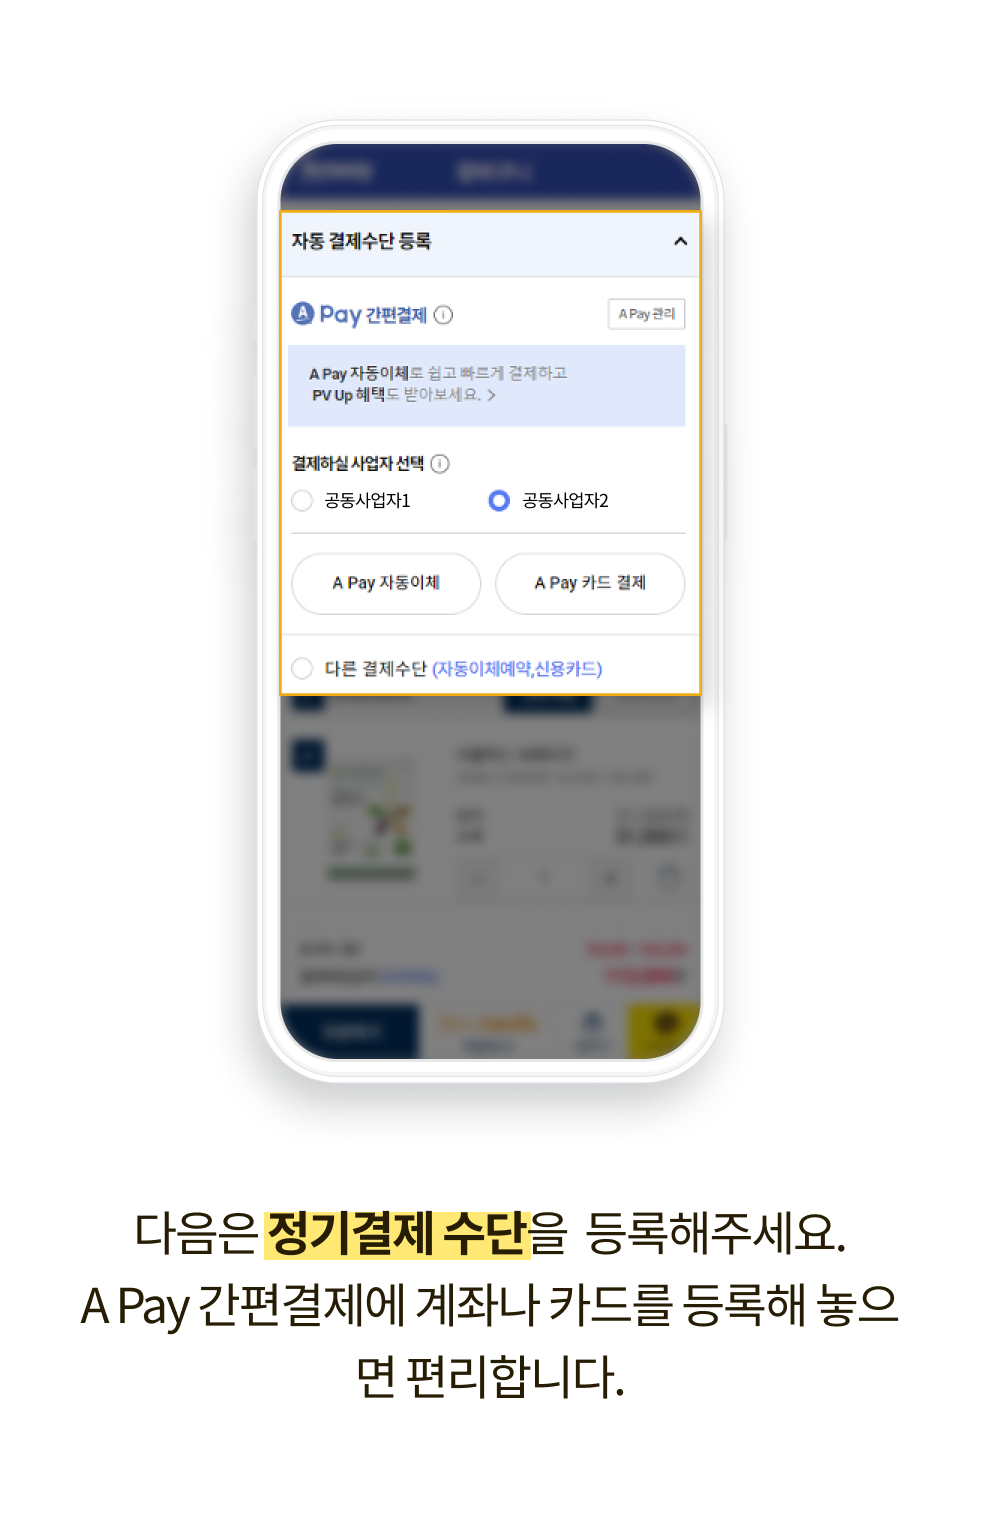 자동 결제수단 등록
A Pay 간편결제 i
A Pay 관리
A Pay 자동이체로 쉽고 빠르게 결제하고
PV Up 혜택도 받아보세요. >
결제하실 사업자 선택 i
공동사업자1
공동사업자2
A Pay 자동이체
A Pay 카드 결제
다른 결제수단 (자동이체예약,신용카드)
다음은 정기결제 수단을 등록해주세요.
A Pay 간편결제에 계좌나 카드를 등록해 놓으
면 편리합니다.